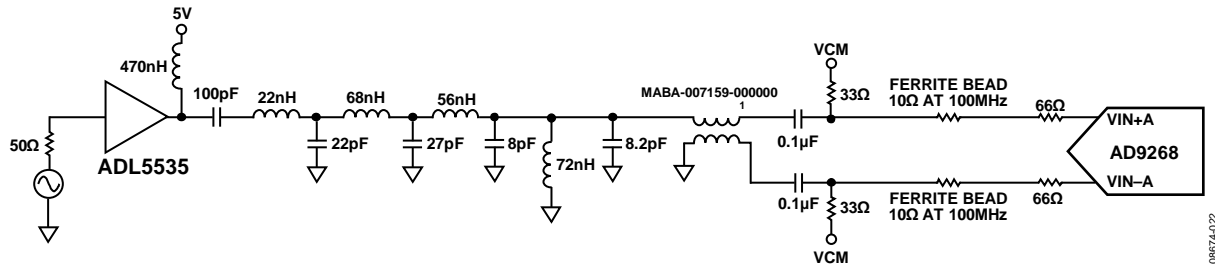 5V
470nH
100pF
22nH
68nH
56nH
22pF
27pF
8pF
72nH
8.2pF
50Ω
ADL5535
MABA-007159-000000
1
VCM
33Ω
0.1µF
FERRITE BEAD
10Ω AT 100MHz
66Ω
VIN+A
AD9268
VIN–A
0.1µF
33Ω
VCM
FERRITE BEAD
10Ω AT 100MHz
66Ω
08674-022